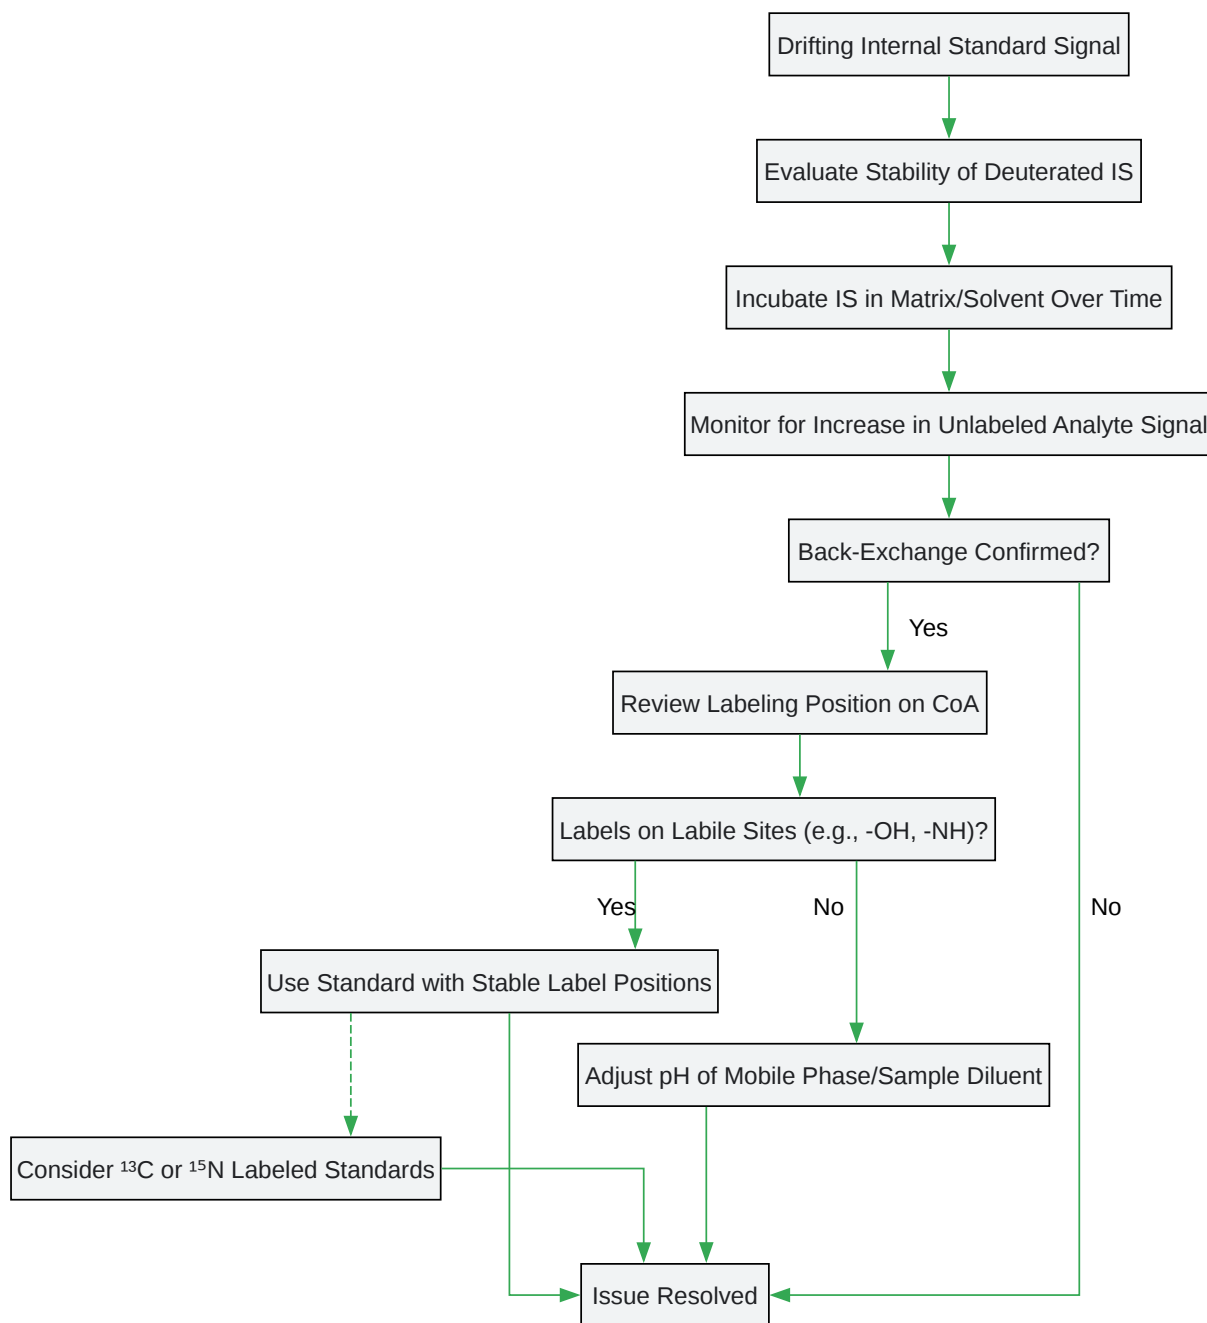 Drifting Internal Standard Signal
Evaluate Stability of Deuterated IS
Incubate IS in Matrix/Solvent Over Time
Monitor for Increase in Unlabeled Analyte Signal
Back-Exchange Confirmed?
Yes
Review Labeling Position on CoA
Labels on Labile Sites (e.g., -OH, -NH)?
Yes
No
No
Use Standard with Stable Label Positions
Adjust pH of Mobile Phase/Sample Diluent
Consider ¹³C or ¹⁵N Labeled Standards
Issue Resolved